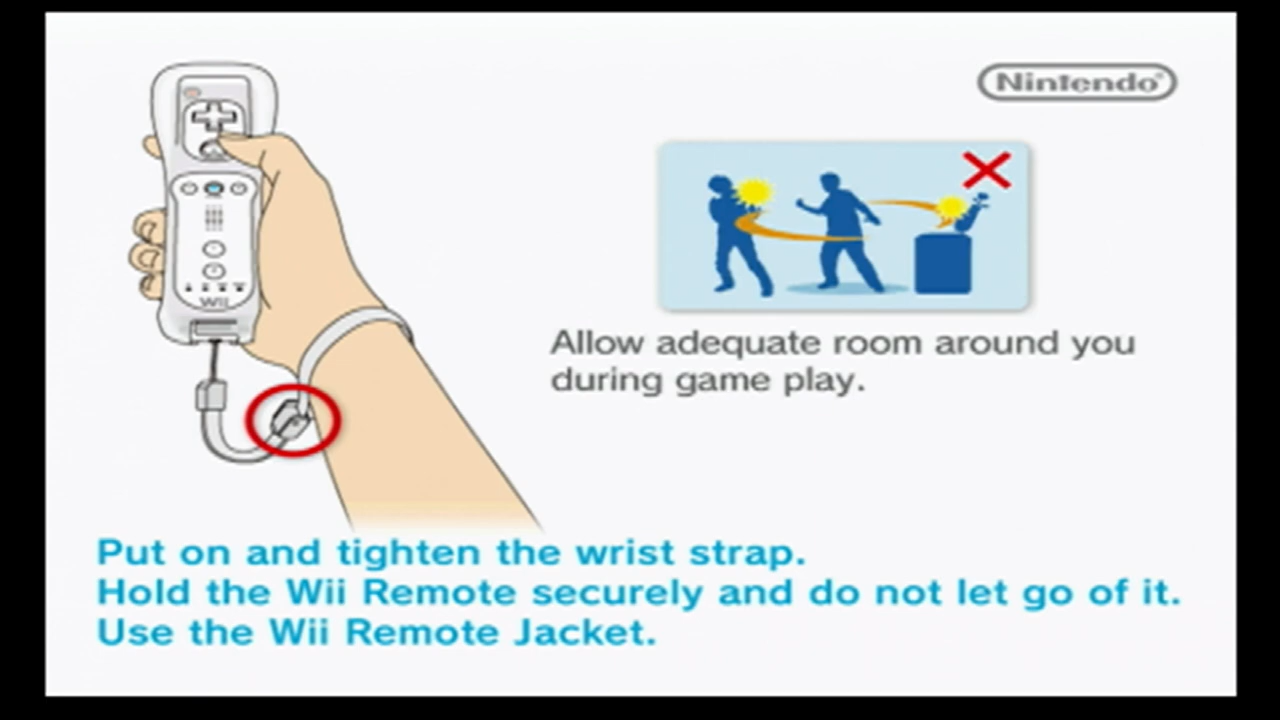 Nintendo®
Wii
Allow adequate room around you
during game play.
Put on and tighten the wrist strap.
Hold the Wii Remote securely and do not let go of it.
Use the Wii Remote Jacket.